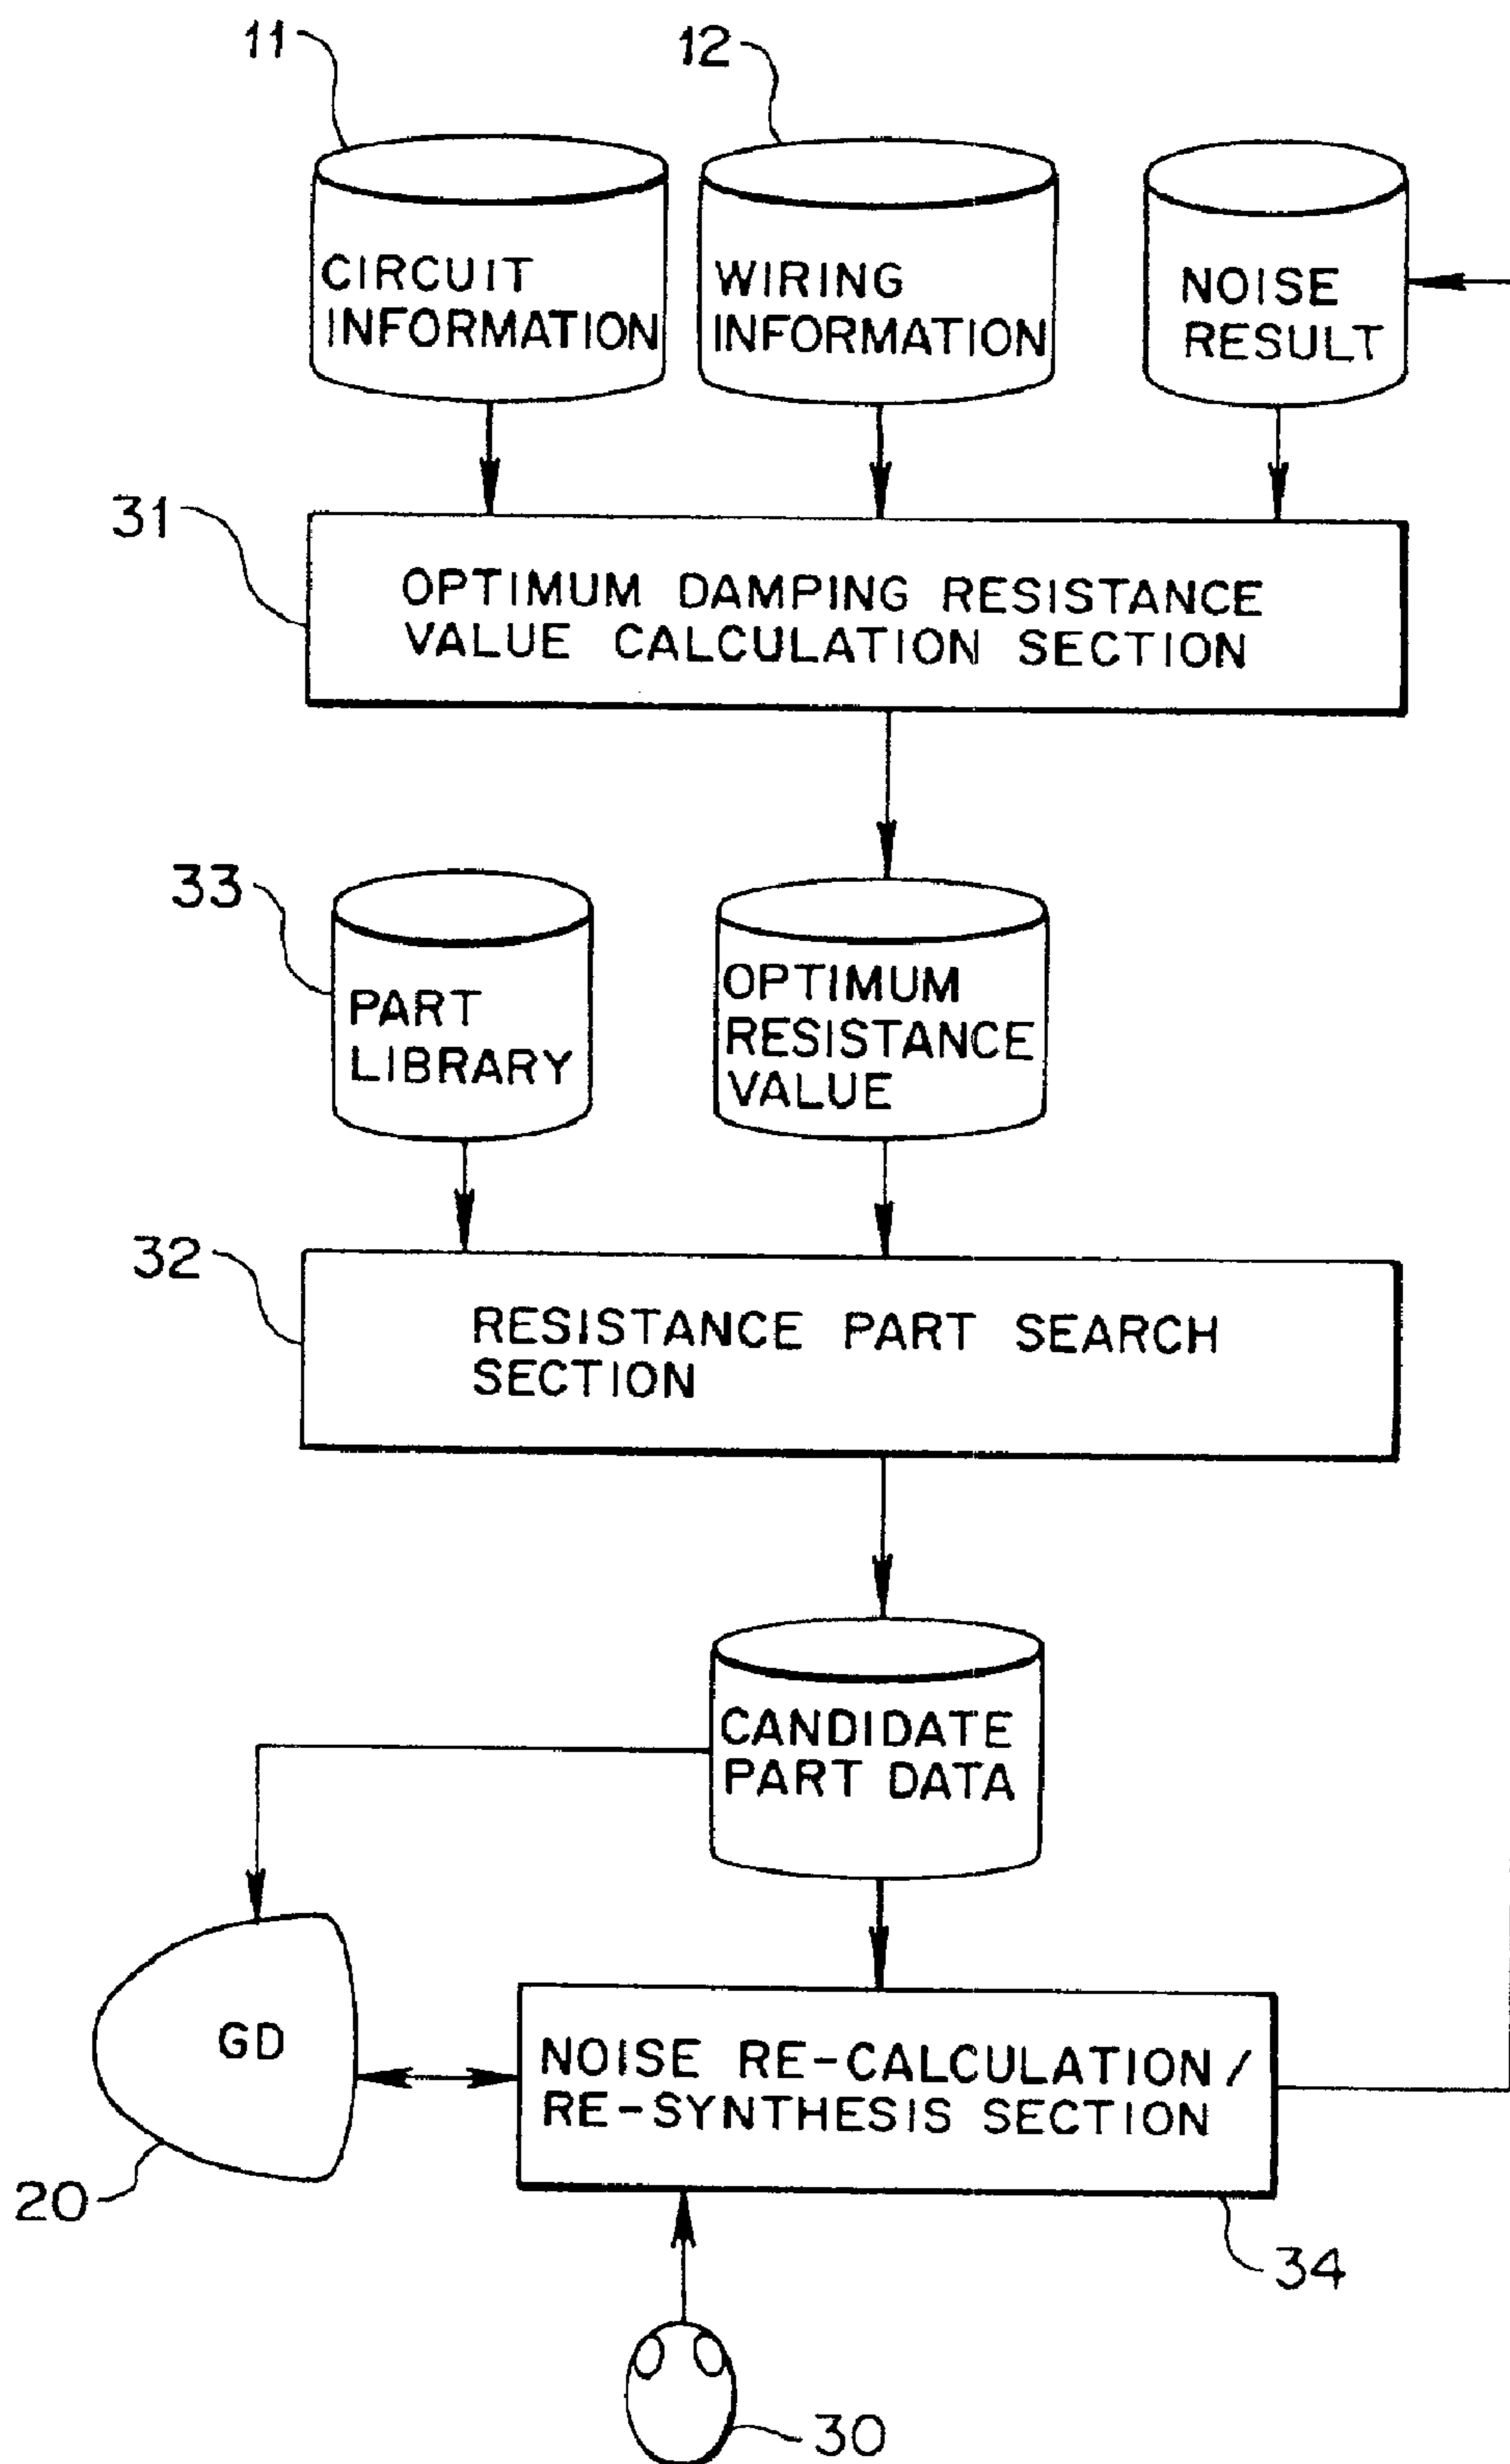 11
12
CIRCUIT
INFORMATION
WIRING
INFORMATION
NOISE
RESULT
31
OPTIMUM DAMPING RESISTANCE
VALUE CALCULATION SECTION
33
PART
LIBRARY
OPTIMUM
RESISTANCE
VALUE
32
RESISTANCE PART SEARCH
SECTION
CANDIDATE
PART DATA
GD
20
NOISE RE-CALCULATION/
RE-SYNTHESIS SECTION
34
30